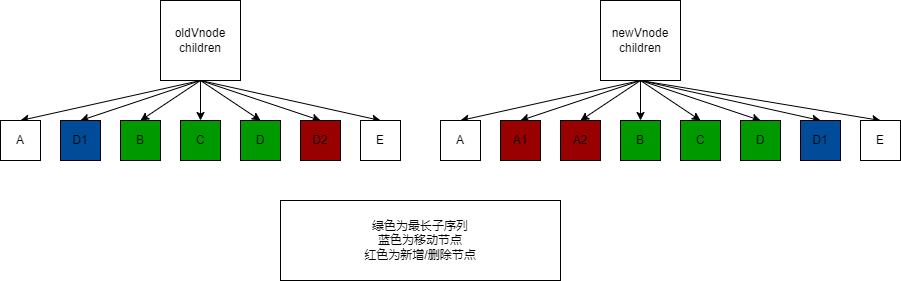 oldVnode
children
newVnode
children
A
D1
B
C
D
D2
E
A
A1
A2
B
C
D
D1
E
绿色为最长子序列
蓝色为移动节点
红色为新增/删除节点